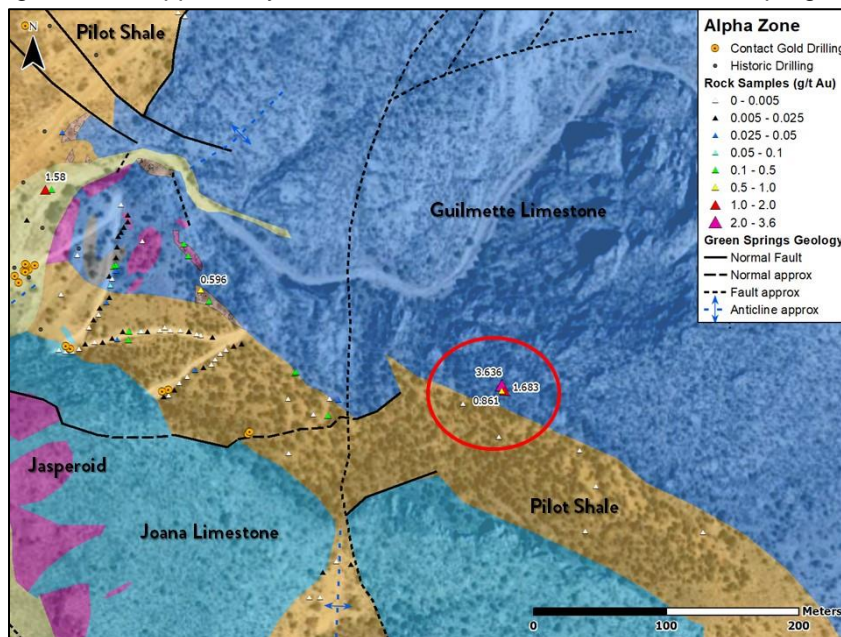 Pilot Shale
N
1.58
0.596
Guilmette Limestone
3.636
1.683
0.861
Jasperoid
Joana Limestone
Pilot Shale
Alpha Zone
Contact Gold Drilling
Historic Drilling
Rock Samples (g/t Au)
0 - 0.005
0.005 - 0.025
0.025 - 0.05
0.05 - 0.1
0.1 - 0.5
0.5 - 1.0
1.0 - 2.0
2.0 - 3.6
Green Springs Geology
Normal Fault
Normal approx
Fault approx
Anticline approx
Meters
0
100
200